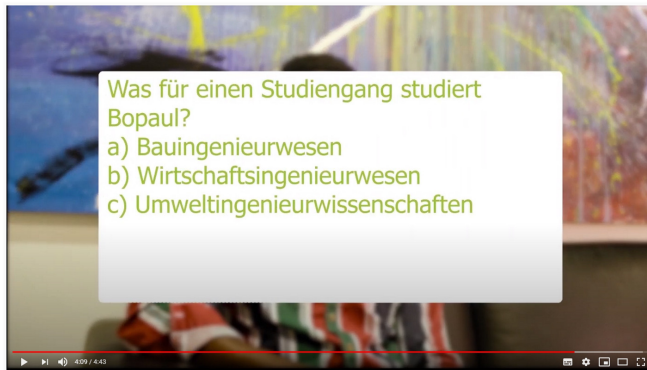 Was für einen Studiengang studiert
Bopaul?
a) Bauingenieurwesen
b) Wirtschaftsingenieurwesen
c) Umweltingenieurwissenschaften
4:09 / 4:43